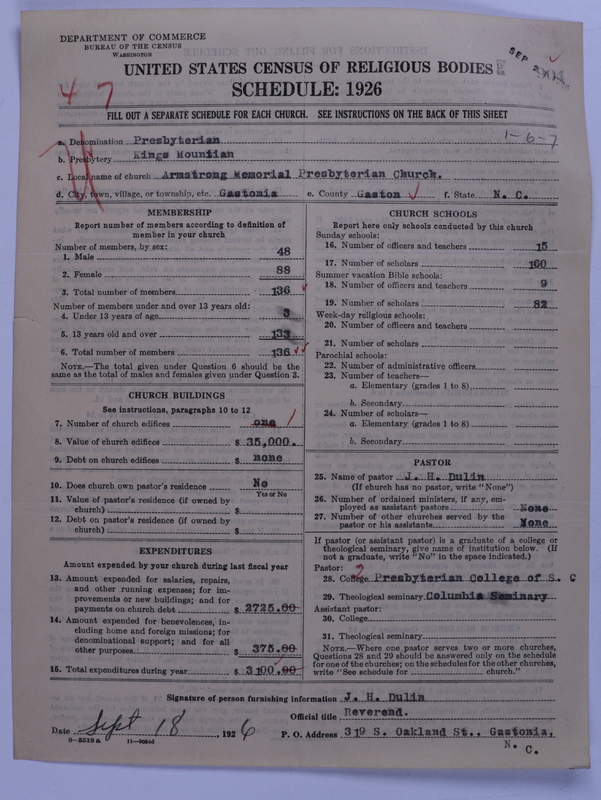 DEPARTMENT OF COMMERCE
BUREAU OF THE CENSUS
WASHINGTON
SEP
UNITED STATES CENSUS OF RELIGIOUS BODIES
SCHEDULE: 1926
4 7
FILL OUT A SEPARATE SCHEDULE FOR EACH CHURCH. SEE INSTRUCTIONS ON THE BACK OF THIS SHEET
1-6-7
a. Denomination Presbyterian
b. Presbytery Kings Mountian
c. Local name of church Armstrong Memorial Presbyterian Church.
d. City, town, village, or township, etc. Gastonia e. County Gaston f. State N. C.
MEMBERSHIP
Report number of members according to definition of
member in your church
Number of members, by sex:
1. Male 48
2. Female 88
3. Total number of members 136
Number of members under and over 13 years old:
4. Under 13 years of age 3
5. 13 years old and over 133
6. Total number of members 136
NOTE.—The total given under Question 6 should be the
same as the total of males and females given under Question 3.
CHURCH BUILDINGS
See instructions, paragraphs 10 to 12
7. Number of church edifices one 1
8. Value of church edifices $ 35,000.
9. Debt on church edifices $ none
10. Does church own pastor's residence No
Yes or No
11. Value of pastor's residence (if owned by
church) $
12. Debt on pastor's residence (if owned by
church) $
EXPENDITURES
Amount expended by your church during last fiscal year
13. Amount expended for salaries, repairs,
and other running expenses; for im-
provements or new buildings; and for
payments on church debt $ 2725.00
14. Amount expended for benevolences, in-
cluding home and foreign missions; for
denominational support; and for all
other purposes $ 375.00
15. Total expenditures during year $ 3100.00
CHURCH SCHOOLS
Report here only schools conducted by this church
Sunday schools:
16. Number of officers and teachers 15
17. Number of scholars 160
Summer vacation Bible schools:
18. Number of officers and teachers 9
19. Number of scholars 82
Week-day religious schools:
20. Number of officers and teachers
21. Number of scholars
Parochial schools:
22. Number of administrative officers
23. Number of teachers—
a. Elementary (grades 1 to 8)
b. Secondary
24. Number of scholars—
a. Elementary (grades 1 to 8)
b. Secondary
PASTOR
25. Name of pastor J. H. Dulin
(If church has no pastor, write "None")
26. Number of ordained ministers, if any, em-
ployed as assistant pastors None
27. Number of other churches served by the
pastor or his assistants None
If pastor (or assistant pastor) is a graduate of a college or
theological seminary, give name of institution below. (If
not a graduate, write "No" in the space indicated.)
Pastor: 2
28. College Presbyterian College of S. C
29. Theological seminary Columbia Seminary
Assistant pastor:
30. College
31. Theological seminary
NOTE.—Where one pastor serves two or more churches,
Questions 28 and 29 should be answered only on the schedule
for one of the churches; on the schedules for the other churches,
write "See schedule for church."
Signature of person furnishing information J. H. Dulin
Official title Reverend.
Date Sept 18, 1926 P. O. Address 319 S. Oakland St., Gastonia,
N. C.
8-5518a